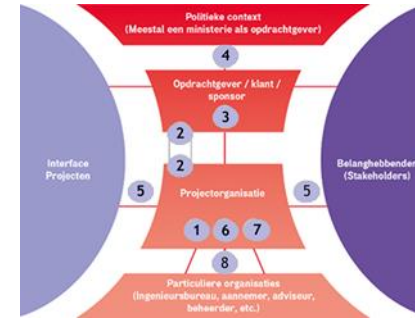 Politieke context
(Meestal een ministerie als opdrachtgever)
4
Opdrachtgever / klant /
sponsor
3
2
2
Interface
Projecten
Belanghebbenden
(Stakeholders)
5
Projectorganisatie
5
1 6 7
8
Particuliere organisaties
(Ingenieursbureau, aannemer, adviseur,
beheerder, etc.)